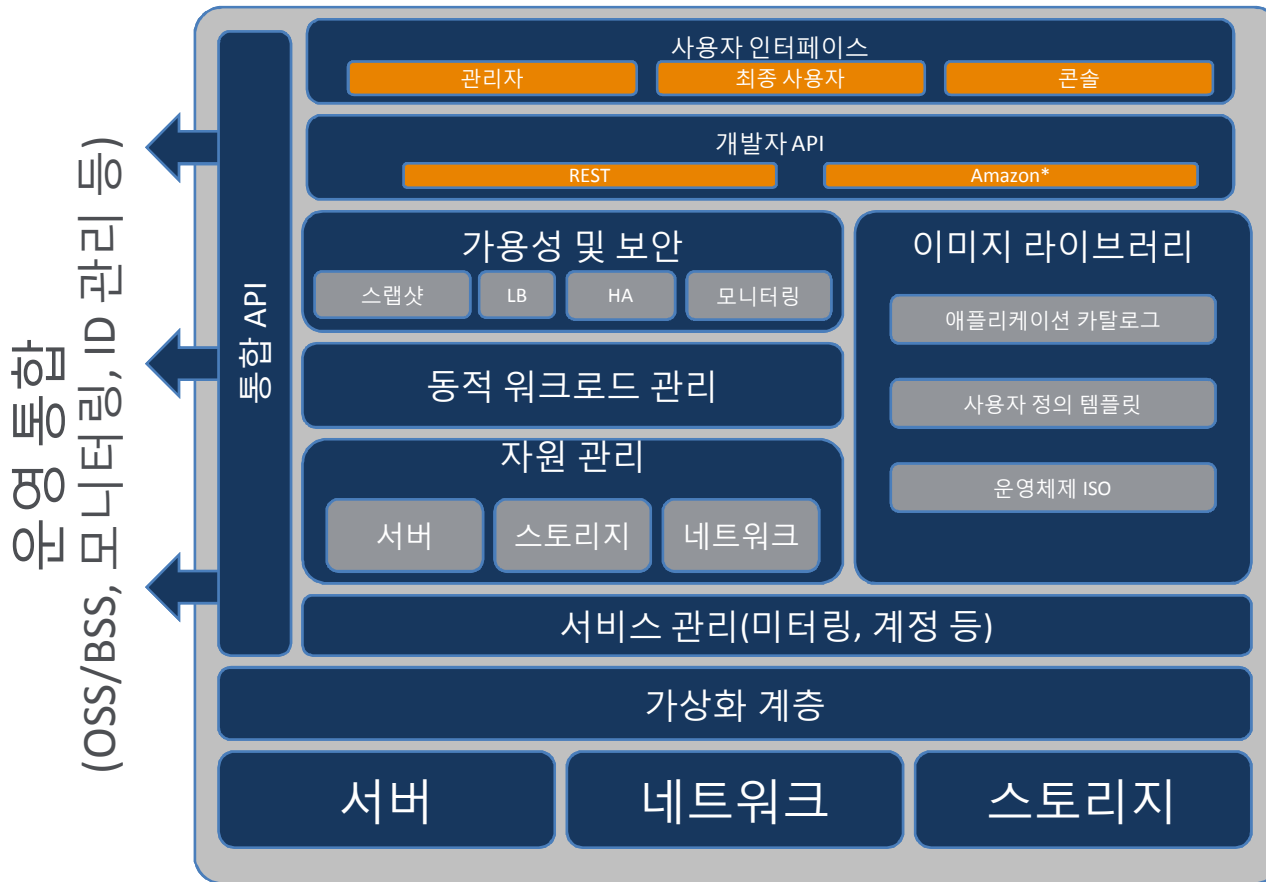 사용자 인터페이스
관리자
최종 사용자
콘솔
개발자 API
REST
Amazon*
운영 통합
(OSS/BSS, 모니터링, ID 관리 등)
통합 API
가용성 및 보안
스랩샷
LB
HA
모니터링
이미지 라이브러리
애플리케이션 카탈로그
사용자 정의 템플릿
운영체제 ISO
동적 워크로드 관리
자원 관리
서버
스토리지
네트워크
서비스 관리(미터링, 계정 등)
가상화 계층
서버
네트워크
스토리지